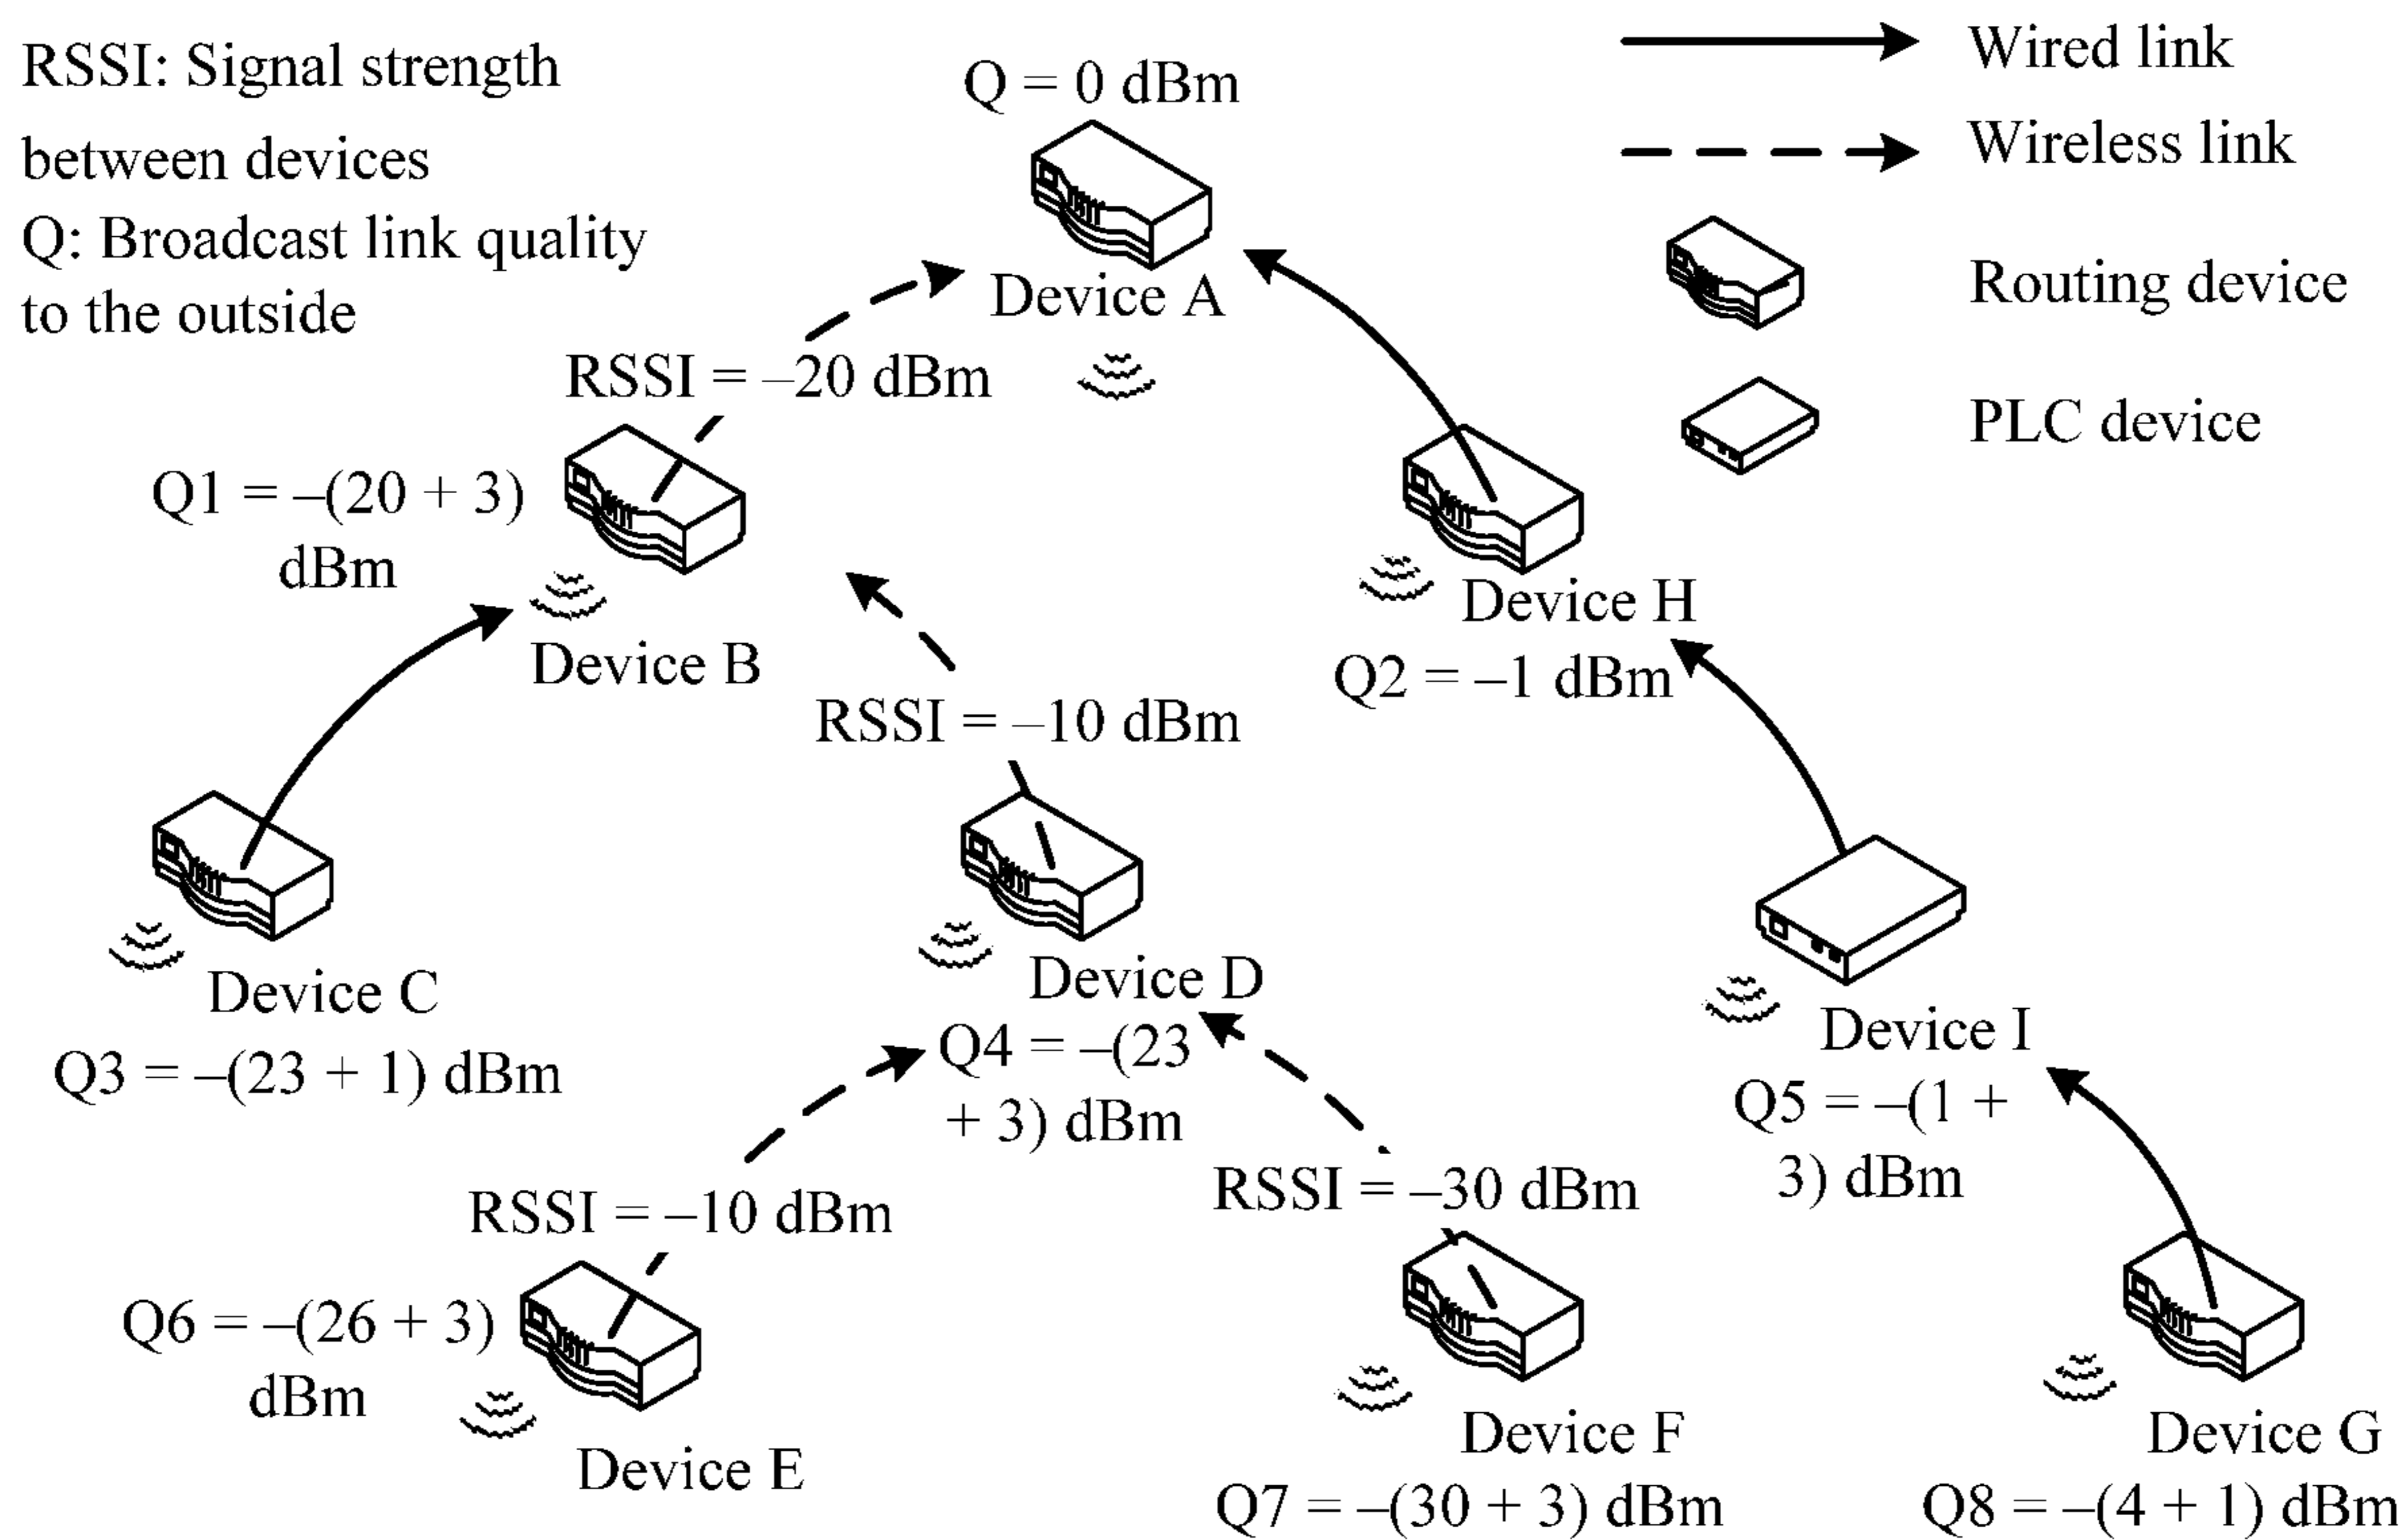 RSSI: Signal strength
between devices
Q: Broadcast link quality
to the outside
Q = 0 dBm
Device A
Wired link
Wireless link
Routing device
PLC device
RSSI = –20 dBm
Q1 = –(20 + 3)
dBm
Device B
Device H
Q2 = –1 dBm
RSSI = –10 dBm
Device C
Q3 = –(23 + 1) dBm
Device D
Q4 = –(23
+ 3) dBm
Device I
Q5 = –(1 +
3) dBm
RSSI = –10 dBm
RSSI = –30 dBm
Q6 = –(26 + 3)
dBm
Device E
Device F
Q7 = –(30 + 3) dBm
Device G
Q8 = –(4 + 1) dBm